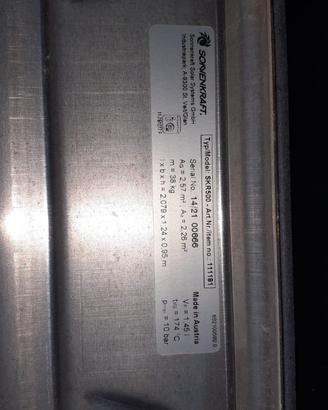 SONNENKRAFT
Sonnenkraft Solar Systems GmbH
Industriepark, A-9300 St. Veit/Glan
Typ/Model: SKR500 - Art.Nr./Item no.: 111181
Serial No. 14/21 00666
Made in Austria
AG = 2,57 m² AA = 2,26 m²
VF = 1,45 l
m = 38 kg
tstg = 174 °C
l x b x h = 2,079 x 1,24 x 0,95 m
pmax = 10 bar